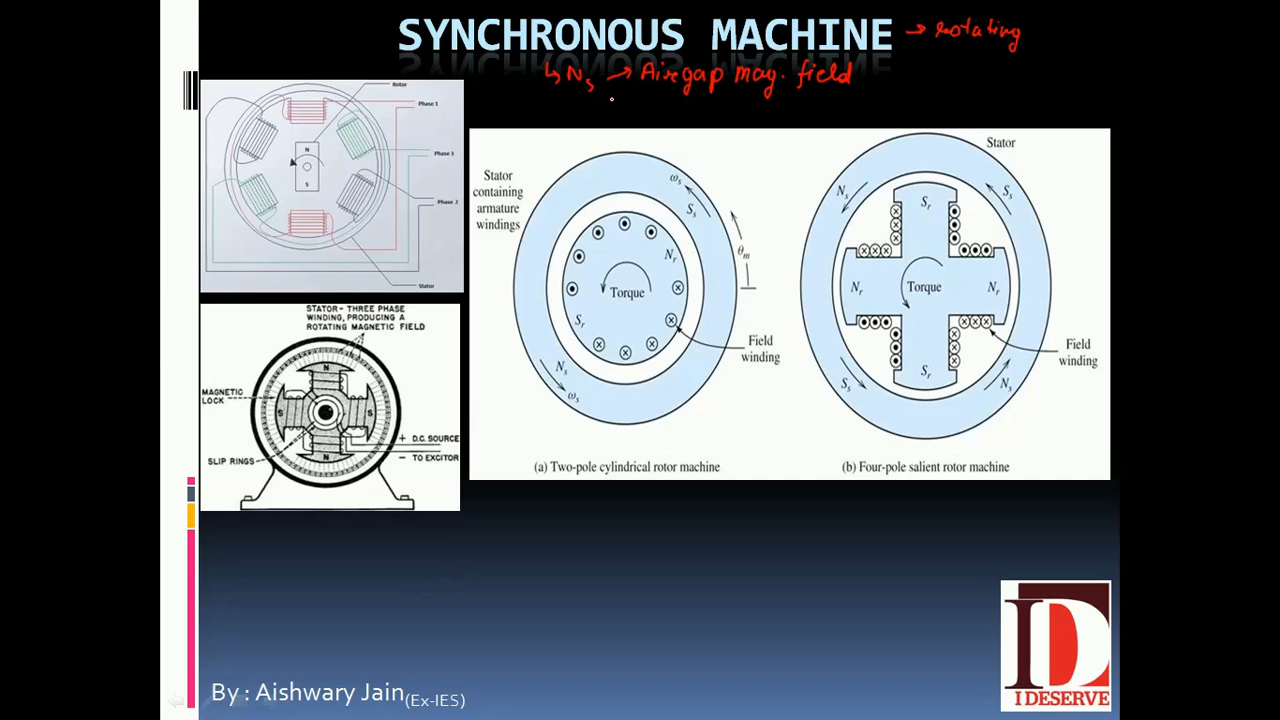 SYNCHRONOUS MACHINE → rotating
↳ Ns → Airgap mag. field
Rotor
Phase 1
Phase 3
Phase 2
Stator
N
S
STATOR– THREE PHASE
WINDING, PRODUCING A
ROTATING MAGNETIC FIELD
MAGNETIC
LOCK
SLIP RINGS
+ D.C. SOURCE
– TO EXCITOR
N
S
S
N
Stator
containing
armature
windings
ωs
Ss
θm
Nr
Torque
Sr
Field
winding
Ns
ωs
(a) Two-pole cylindrical rotor machine
Stator
Ns
Ss
Sr
Nr
Torque
Nr
Field
winding
Ss
Sr
Ns
(b) Four-pole salient rotor machine
By : Aishwary Jain(Ex-IES)
ID
I DESERVE